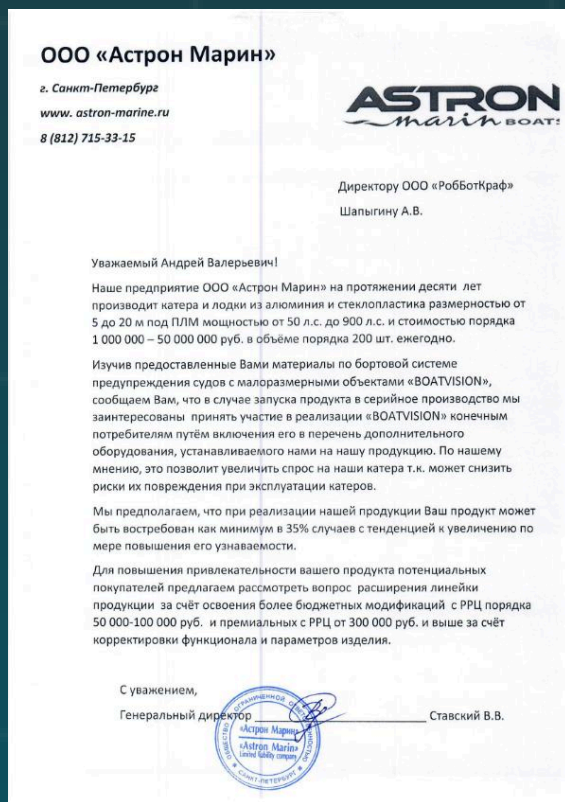 ООО «Астрон Марин»
г. Санкт-Петербург
www. astron-marine.ru
8 (812) 715-33-15
ASTRON
marin BOATS
Директору ООО «РобБотКраф»
Шапыгину А.В.
Уважаемый Андрей Валерьевич!
Наше предприятие ООО «Астрон Марин» на протяжении десяти лет
производит катера и лодки из алюминия и стеклопластика размерностью от
5 до 20 м под ПЛМ мощностью от 50 л.с. до 900 л.с. и стоимостью порядка
1 000 000 – 50 000 000 руб. в объёме порядка 200 шт. ежегодно.
Изучив предоставленные Вами материалы по бортовой системе
предупреждения судов с малоразмерными объектами «BOATVISION»,
сообщаем Вам, что в случае запуска продукта в серийное производство мы
заинтересованы принять участие в реализации «BOATVISION» конечным
потребителям путём включения его в перечень дополнительного
оборудования, устанавливаемого нами на нашу продукцию. По нашему
мнению, это позволит увеличить спрос на наши катера т.к. может снизить
риски их повреждения при эксплуатации катеров.
Мы предполагаем, что при реализации нашей продукции Ваш продукт может
быть востребован как минимум в 35% случаев с тенденцией к увеличению по
мере повышения его узнаваемости.
Для повышения привлекательности вашего продукта потенциальных
покупателей предлагаем рассмотреть вопрос расширения линейки
продукции за счёт освоения более бюджетных модификаций с РРЦ порядка
50 000-100 000 руб. и премиальных с РРЦ от 300 000 руб. и выше за счёт
корректировки функционала и параметров изделия.
С уважением,
Генеральный директор Ставский В.В.
ОБЩЕСТВО С ОГРАНИЧЕННОЙ ОТВЕТСТВЕННОСТЬЮ
«Астрон Марин»
«Astron Marin»
Limited liability company
САНКТ-ПЕТЕРБУРГ